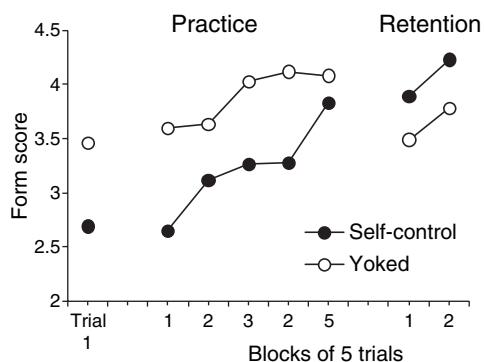 Practice Retention
4.5
4
3.5
3
2.5
2
Form score
Self-control
Yoked
Trial 1 2 3 2 5 1 2
1
Blocks of 5 trials